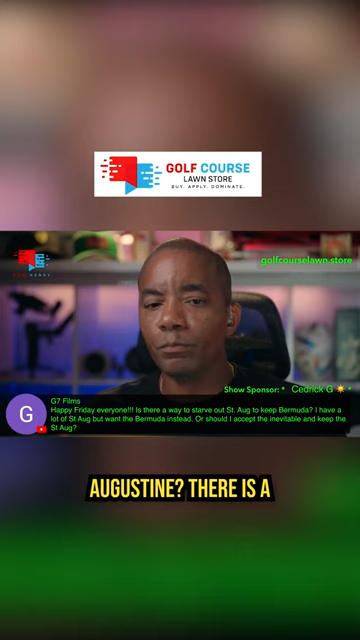 GOLF COURSE
LAWN STORE
BUY. APPLY. DOMINATE.
golfcourselawn.store
Show Sponsor: * Cedrick G ☀️ *
G
G7 Films
Happy Friday everyone!!! Is there a way to starve out St. Aug to keep Bermuda? I have a
lot of St Aug but want the Bermuda instead. Or should I accept the inevitable and keep the
St Aug?
AUGUSTINE? THERE IS A